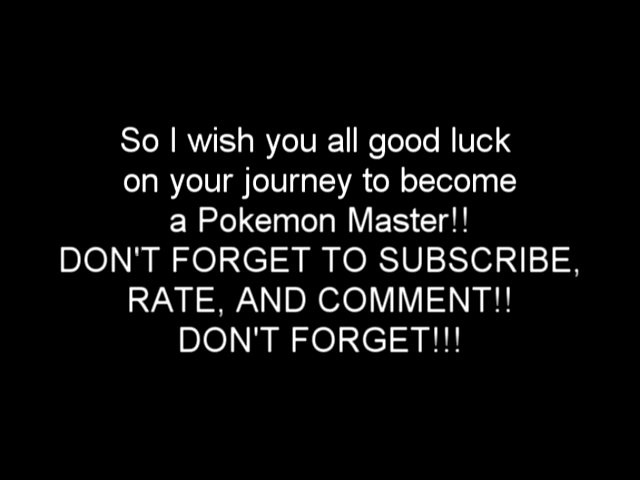 So I wish you all good luck
on your journey to become
a Pokemon Master!!
DON'T FORGET TO SUBSCRIBE,
RATE, AND COMMENT!!
DON'T FORGET!!!